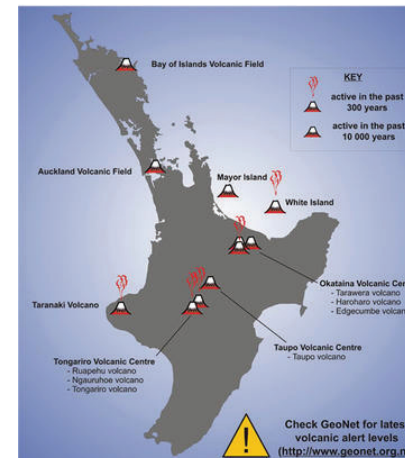 Bay of Islands Volcanic Field
KEY
active in the past
300 years
active in the past
10 000 years
Auckland Volcanic Field
Mayor Island
White Island
Okataina Volcanic Cen
- Tarawera volcano
- Haroharo volcano
- Edgecumbe volcan
Taranaki Volcano
Taupo Volcanic Centre
- Taupo volcano
Tongariro Volcanic Centre
- Ruapehu volcano
- Ngauruhoe volcano
- Tongariro volcano
!
Check GeoNet for lates
volcanic alert levels
(http://www.geonet.org.n